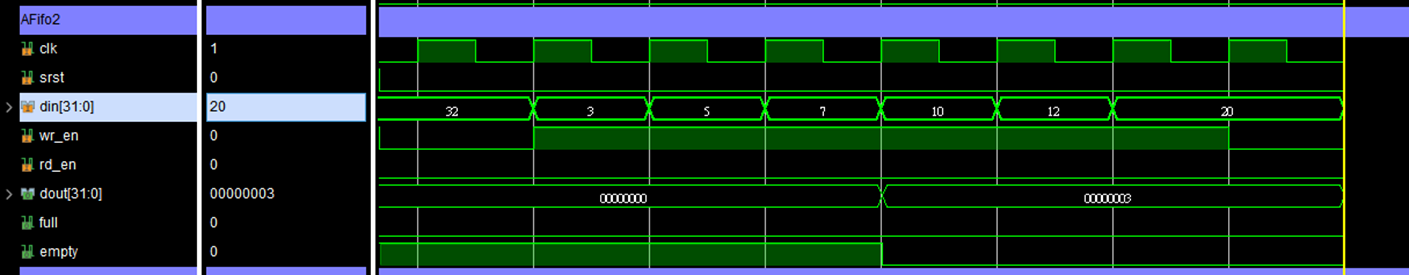 AFifo2
clk 1
srst 0
din[31:0] 20 32 3 5 7 10 12 20
wr_en 0
rd_en 0
dout[31:0] 00000003 00000000 00000003
full 0
empty 0